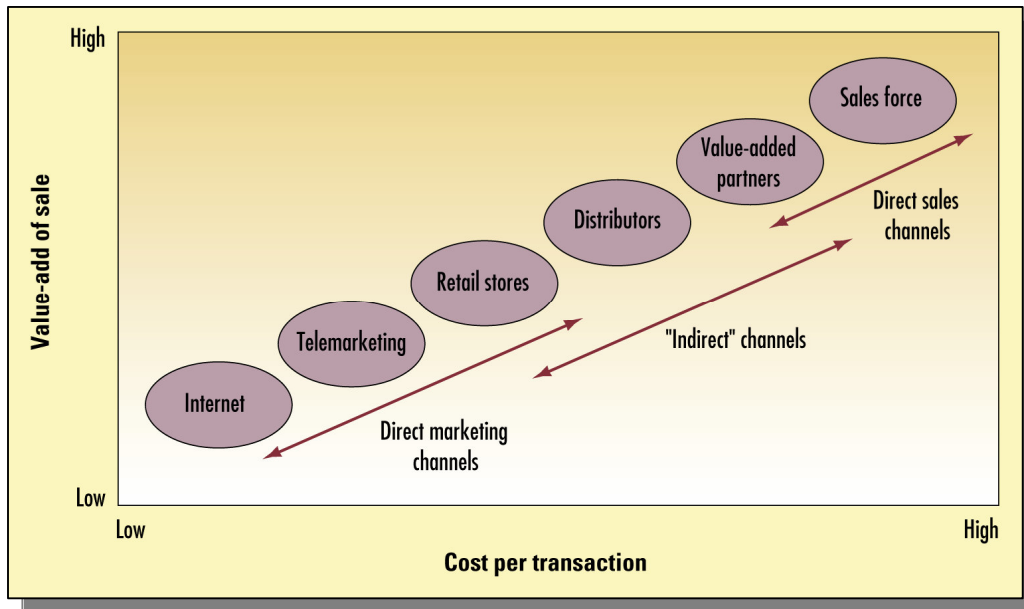 High
Sales force
Value-added
partners
Direct sales
channels
Distributors
Retail stores
"Indirect" channels
Telemarketing
Internet
Direct marketing
channels
Value-add of sale
Low
Low
High
Cost per transaction